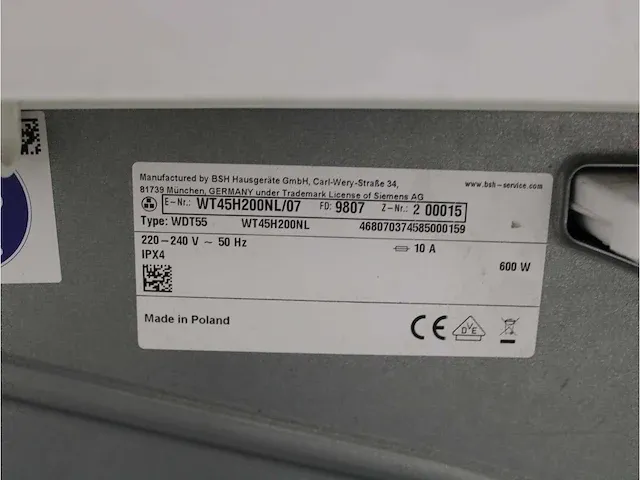 Manufactured by BSH Hausgeräte GmbH, Carl-Wery-Straße 34,
81739 München, GERMANY under Trademark License of Siemens AG
www.bsh-service.com
E-Nr.: WT45H200NL/07 FD: 9807 Z-Nr.: 2 00015
Type: WDT55 WT45H200NL 468070374585000159
220-240 V ~ 50 Hz 10 A
IPX4 600 W
Made in Poland
CE DVE